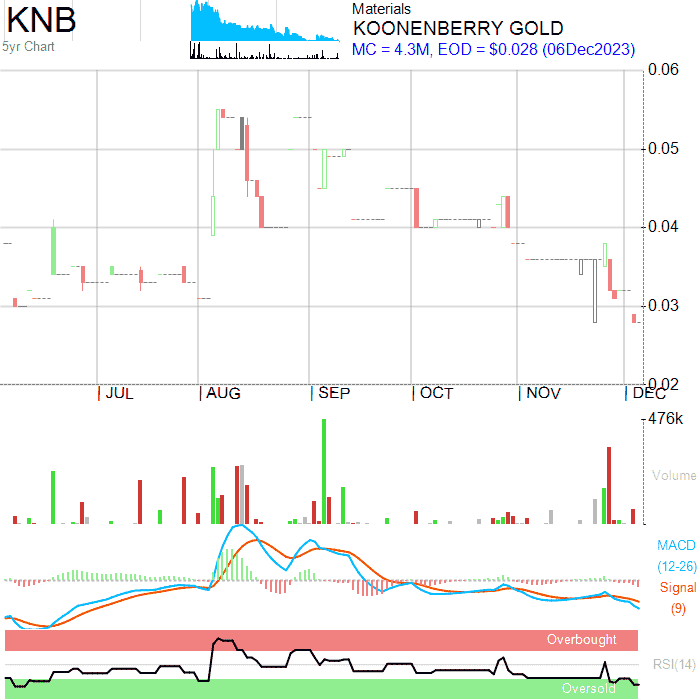 KNB
5yr Chart
Materials
KOONENBERRY GOLD
MC = 4.3M, EOD = $0.028 (06Dec2023)
0.06
0.05
0.04
0.03
0.02
JUL AUG SEP OCT NOV DEC
476k
Volume
MACD
(12-26)
Signal
(9)
Overbought
RSI(14)
Oversold